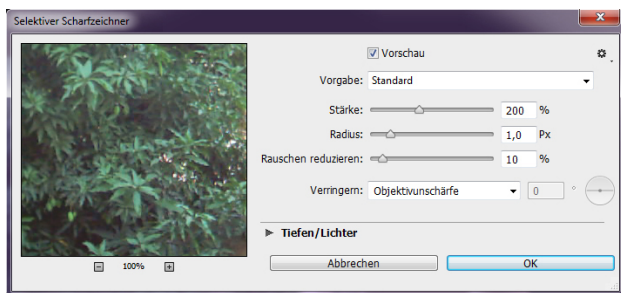 Selektiver Scharfzeichner
Vorschau
Vorgabe: Standard
Stärke: 200 %
Radius: 1,0 Px
Rauschen reduzieren: 10 %
Verringern: Objektivunschärfe 0 °
Tiefen/Lichter
100%
Abbrechen OK